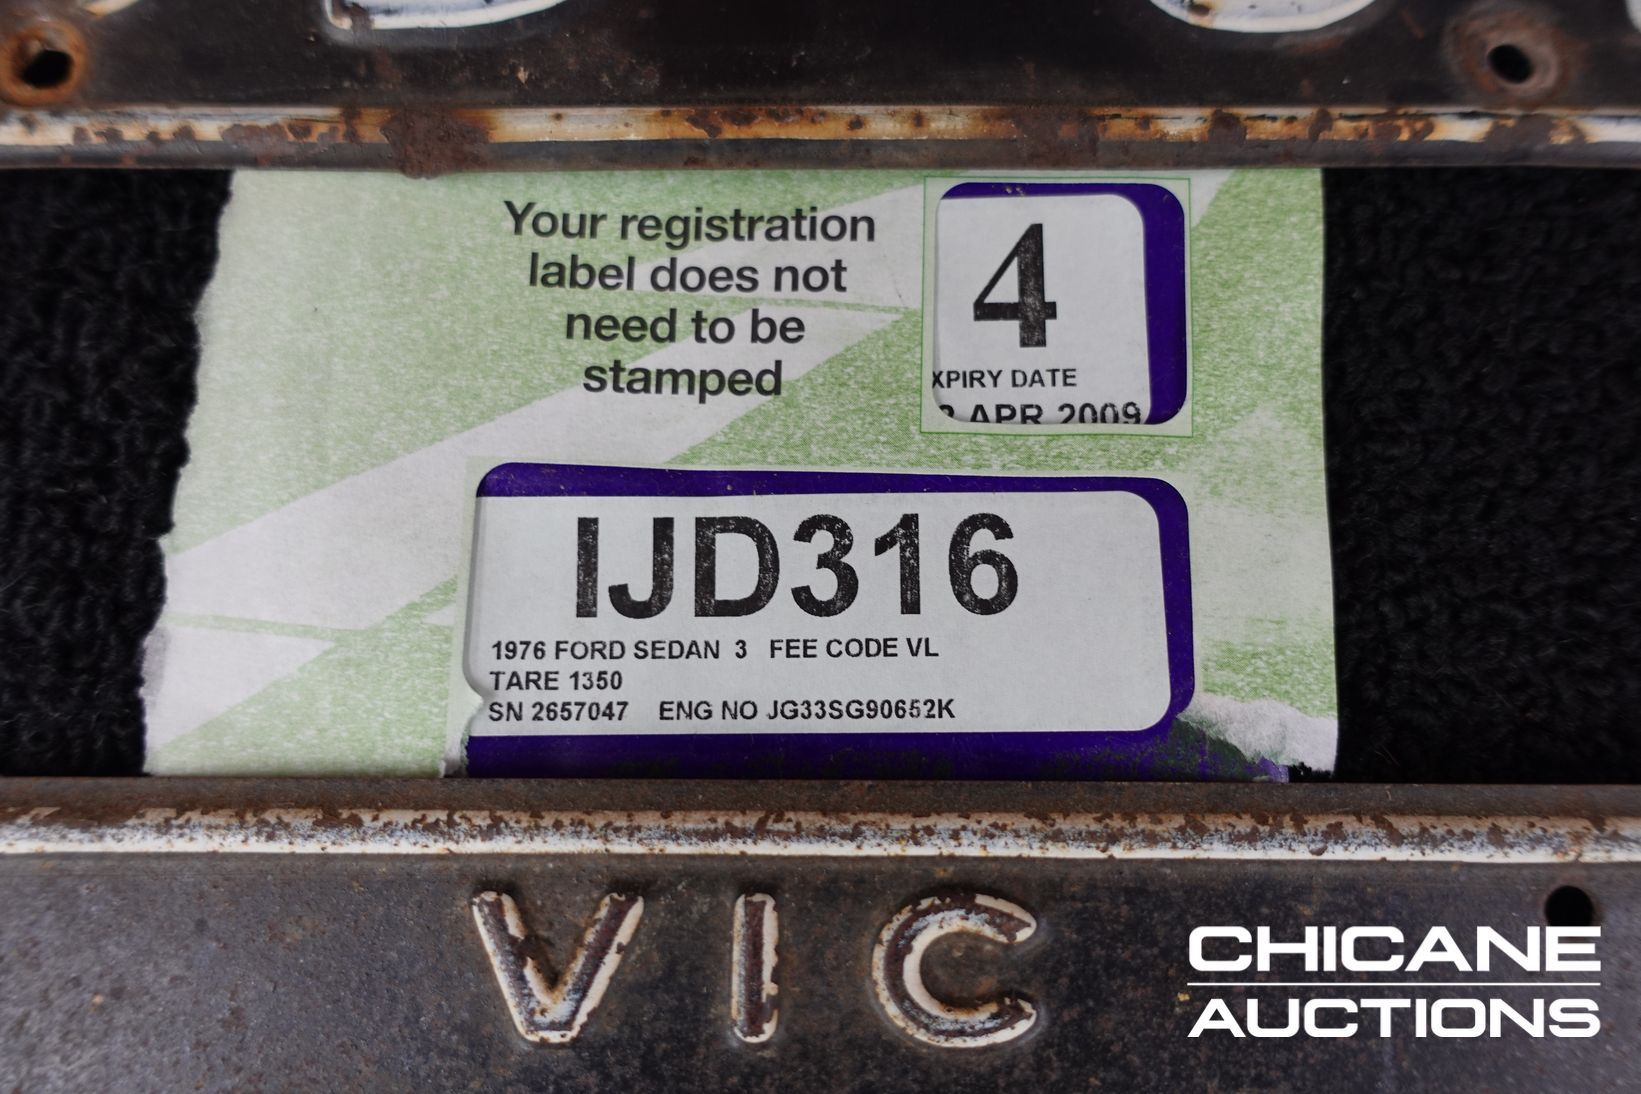 Your registration
label does not
need to be
stamped
4
XPIRY DATE
APR 2009
IJD316
1976 FORD SEDAN 3 FEE CODE VL
TARE 1350
SN 2657047 ENG NO JG33SG90652K
VIC
CHICANE
AUCTIONS